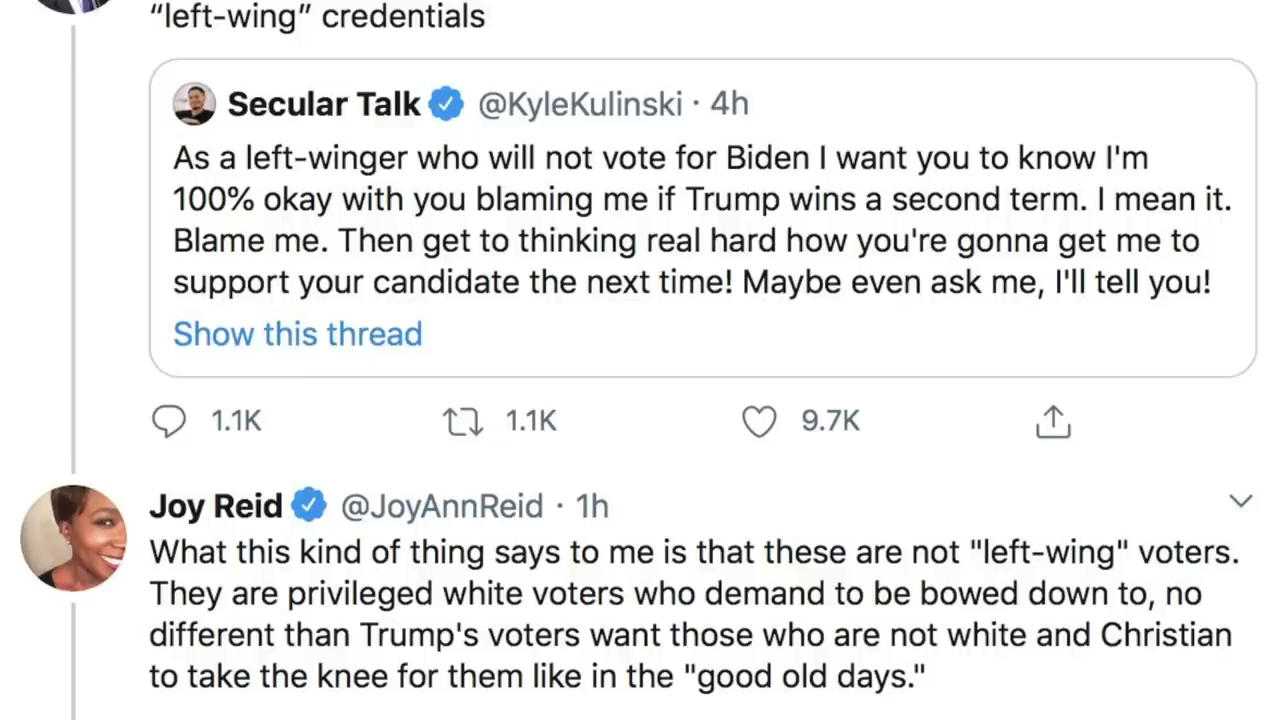 “left-wing” credentials
Secular Talk @KyleKulinski · 4h
As a left-winger who will not vote for Biden I want you to know I'm
100% okay with you blaming me if Trump wins a second term. I mean it.
Blame me. Then get to thinking real hard how you're gonna get me to
support your candidate the next time! Maybe even ask me, I'll tell you!
Show this thread
1.1K 1.1K 9.7K
Joy Reid @JoyAnnReid · 1h
What this kind of thing says to me is that these are not "left-wing" voters.
They are privileged white voters who demand to be bowed down to, no
different than Trump's voters want those who are not white and Christian
to take the knee for them like in the "good old days."